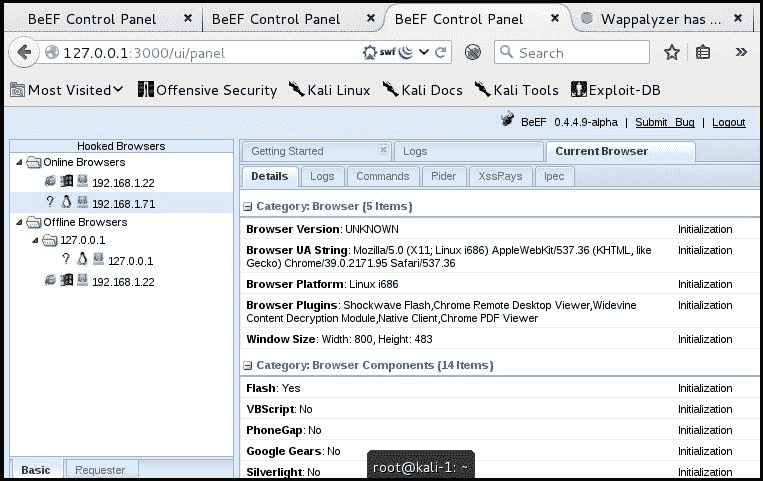 BeEF Control Panel × BeEF Control Panel × BeEF Control Panel × Wappalyzer has ... ×
127.0.0.1:3000/ui/panel swf Search »
Most Visited Offensive Security Kali Linux Kali Docs Kali Tools Exploit-DB
BeEF 0.4.4.9-alpha | Submit Bug | Logout
Hooked Browsers
Online Browsers
192.168.1.22
? 192.168.1.71
Offline Browsers
127.0.0.1
? 127.0.0.1
192.168.1.22
Basic Requester
Getting Started Logs Current Browser
Details Logs Commands Rider XssRays Ipec
Category: Browser (5 Items)
Browser Version: UNKNOWN Initialization
Browser UA String: Mozilla/5.0 (X11; Linux i686) AppleWebKit/537.36 (KHTML, like Initialization
Gecko) Chrome/39.0.2171.95 Safari/537.36
Browser Platform: Linux i686 Initialization
Browser Plugins: Shockwave Flash,Chrome Remote Desktop Viewer,Widevine Initialization
Content Decryption Module,Native Client,Chrome PDF Viewer
Window Size: Width: 800, Height: 483 Initialization
Category: Browser Components (14 Items)
Flash: Yes Initialization
VBScript: No Initialization
PhoneGap: No Initialization
Google Gears: No Initialization
Silverlight: No Initialization
root@kali-1: ~